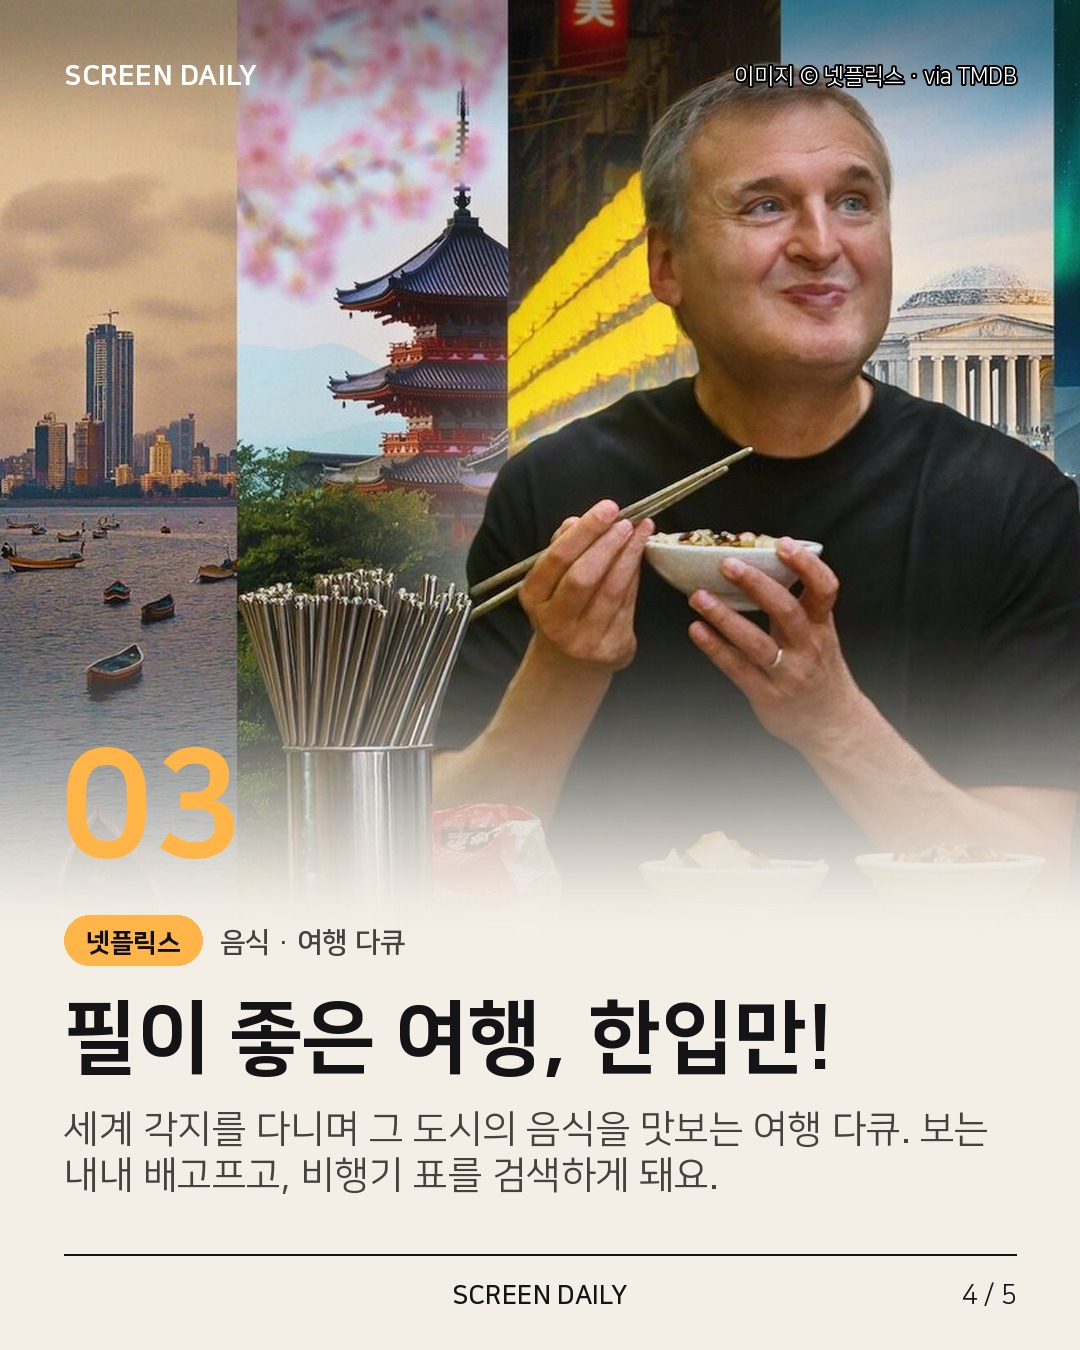 美
SCREEN DAILY
이미지 © 넷플릭스 · via TMDB
03
넷플릭스 음식 · 여행 다큐
필이 좋은 여행, 한입만!
세계 각지를 다니며 그 도시의 음식을 맛보는 여행 다큐. 보는
내내 배고프고, 비행기 표를 검색하게 돼요.
SCREEN DAILY
4 / 5